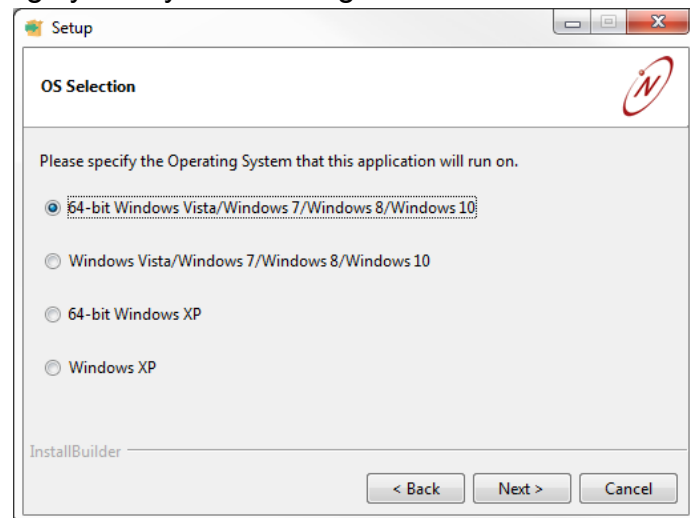 Setup
OS Selection
N
Please specify the Operating System that this application will run on.
64-bit Windows Vista/Windows 7/Windows 8/Windows 10
Windows Vista/Windows 7/Windows 8/Windows 10
64-bit Windows XP
Windows XP
InstallBuilder
< Back Next > Cancel